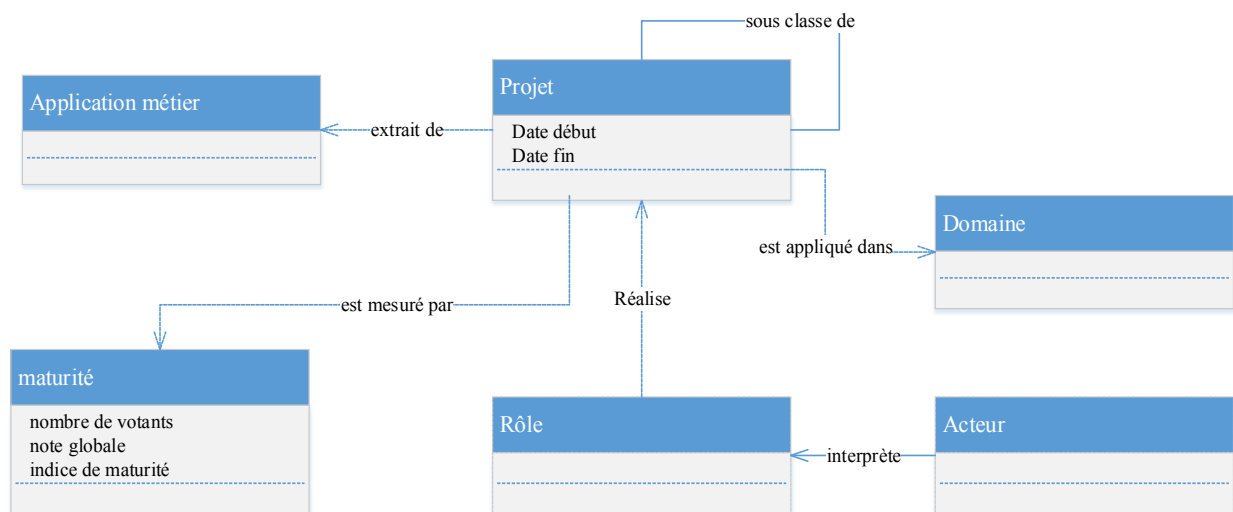 sous classe de
Application métier
Projet
extrait de
Date début
Date fin
Domaine
est appliqué dans
est mesuré par
Réalise
maturité
nombre de votants
note globale
indice de maturité
Rôle
interprète
Acteur